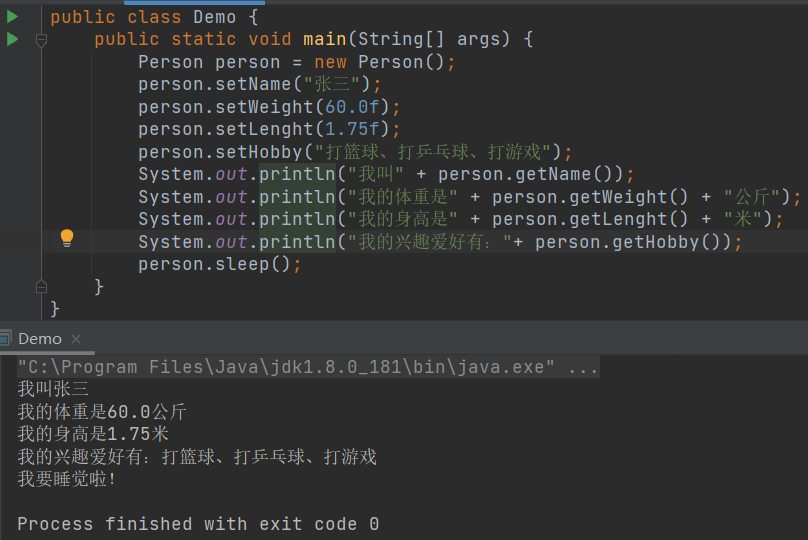 public class Demo {
    public static void main(String[] args) {
        Person person = new Person();
        person.setName("张三");
        person.setWeight(60.0f);
        person.setLenght(1.75f);
        person.setHobby("打篮球、打乒乓球、打游戏");
        System.out.println("我叫" + person.getName());
        System.out.println("我的体重是" + person.getWeight() + "公斤");
        System.out.println("我的身高是" + person.getLenght() + "米");
        System.out.println("我的兴趣爱好有："+ person.getHobby());
        person.sleep();
    }
}
Demo ×
"C:\Program Files\Java\jdk1.8.0_181\bin\java.exe" ...
我叫张三
我的体重是60.0公斤
我的身高是1.75米
我的兴趣爱好有：打篮球、打乒乓球、打游戏
我要睡觉啦！
Process finished with exit code 0